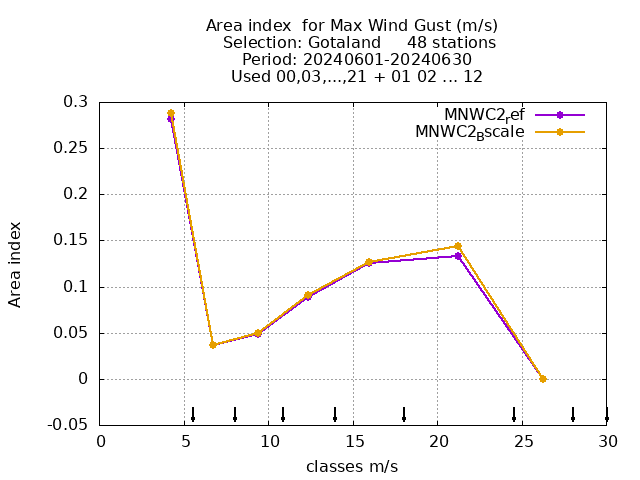 Area index  for Max Wind Gust (m/s)
Selection: Gotaland     48 stations
Period: 20240601-20240630
Used 00,03,...,21 + 01 02 ... 12
MNWC2ref
MNWC2Bscale
0.3
0.25
0.2
0.15
0.1
0.05
0
-0.05
Area index
0 5 10 15 20 25 30
classes m/s